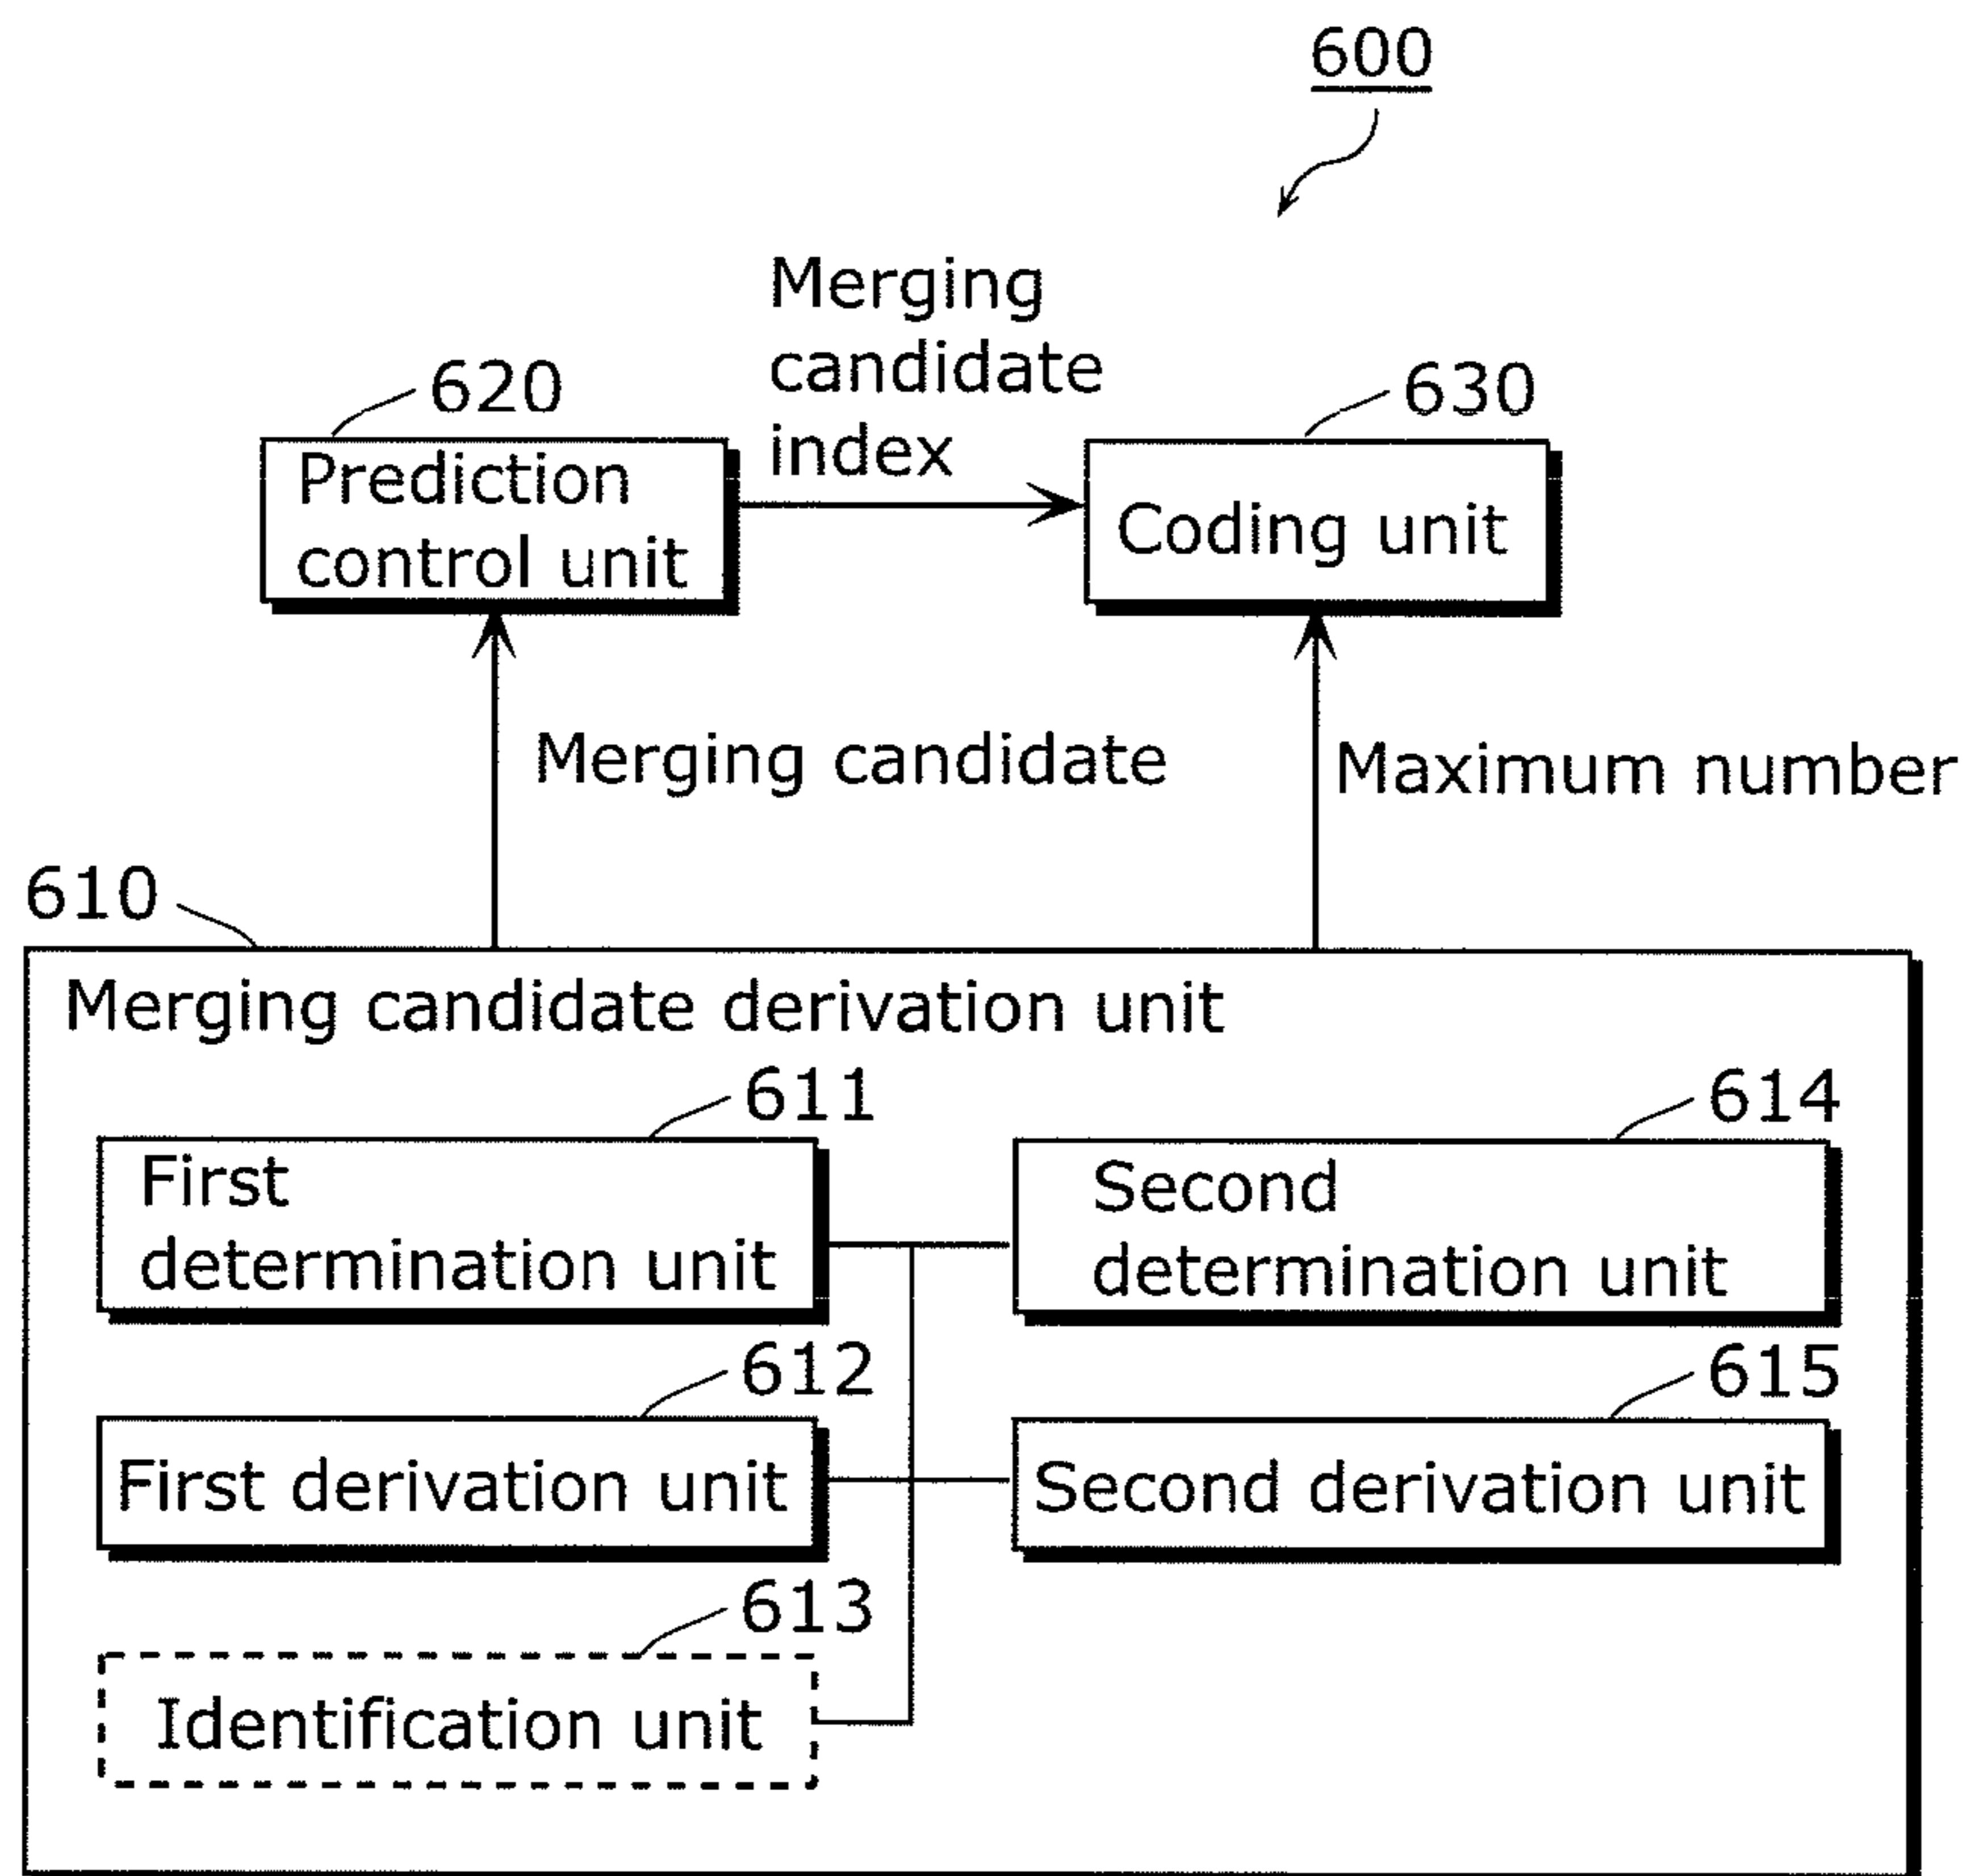 600
Merging
candidate
index
620
630
Prediction
control unit
Coding unit
Merging candidate
Maximum number
610
Merging candidate derivation unit
611
614
First
determination unit
Second
determination unit
612
615
First derivation unit
Second derivation unit
613
Identification unit